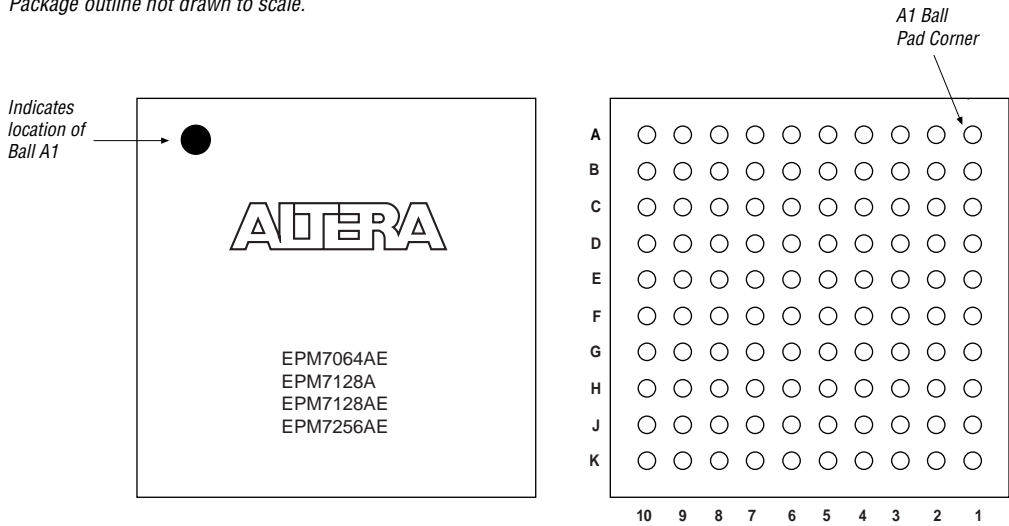 Package outline not drawn to scale.
A1 Ball
Pad Corner
Indicates
location of
Ball A1
ALTERA
EPM7064AE
EPM7128A
EPM7128AE
EPM7256AE
A
B
C
D
E
F
G
H
J
K
10 9 8 7 6 5 4 3 2 1